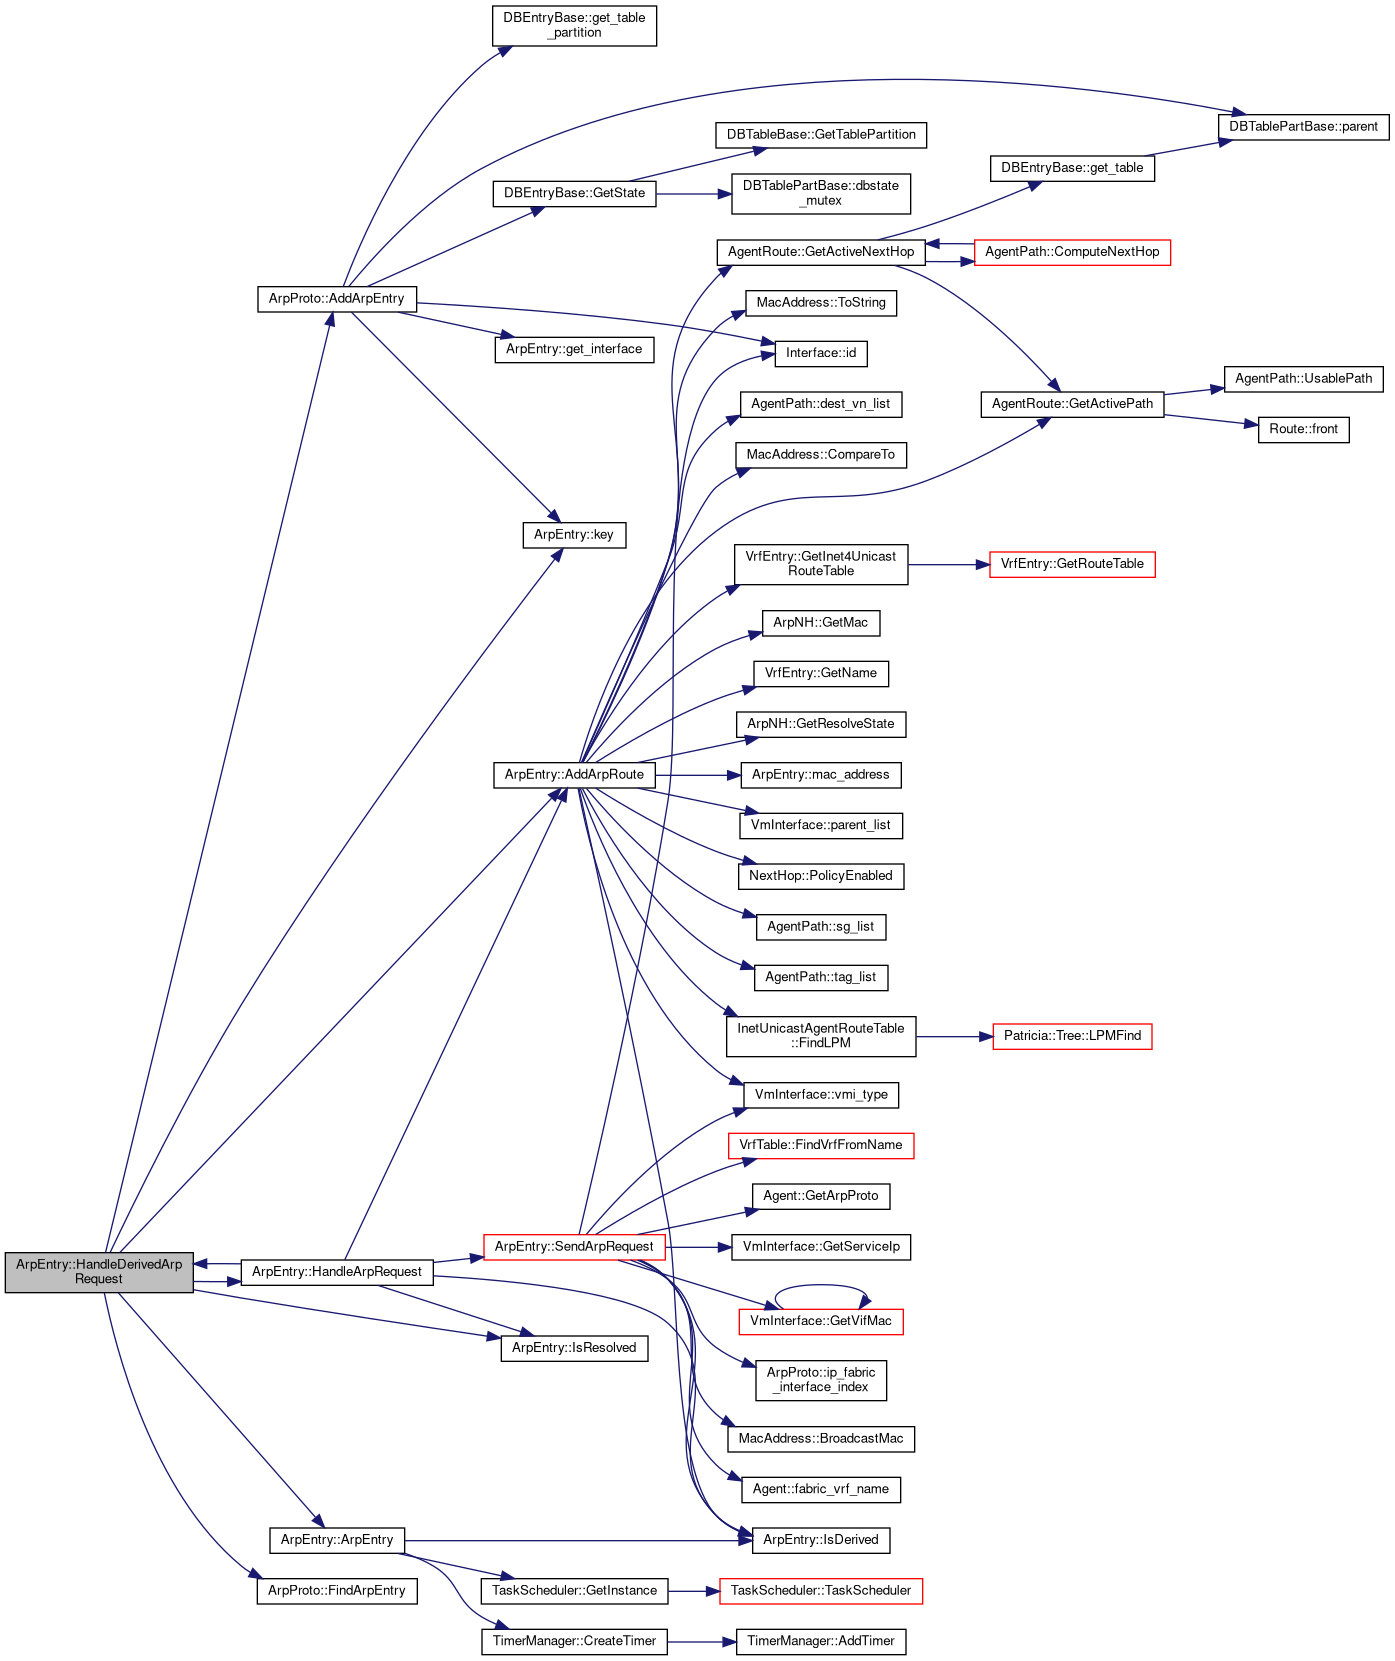 DBEntryBase::get_table
_partition
DBTablePartBase::parent
DBTableBase::GetTablePartition
DBEntryBase::get_table
DBEntryBase::GetState
DBTablePartBase::dbstate
_mutex
AgentRoute::GetActiveNextHop
AgentPath::ComputeNextHop
ArpProto::AddArpEntry
MacAddress::ToString
ArpEntry::get_interface
Interface::id
AgentPath::UsablePath
AgentPath::dest_vn_list
AgentRoute::GetActivePath
Route::front
MacAddress::CompareTo
ArpEntry::key
VrfEntry::GetInet4Unicast
RouteTable
VrfEntry::GetRouteTable
ArpNH::GetMac
VrfEntry::GetName
ArpNH::GetResolveState
ArpEntry::AddArpRoute
ArpEntry::mac_address
VmInterface::parent_list
NextHop::PolicyEnabled
AgentPath::sg_list
AgentPath::tag_list
InetUnicastAgentRouteTable
::FindLPM
Patricia::Tree::LPMFind
VmInterface::vmi_type
VrfTable::FindVrfFromName
Agent::GetArpProto
ArpEntry::SendArpRequest
VmInterface::GetServiceIp
ArpEntry::HandleDerivedArp
Request
ArpEntry::HandleArpRequest
VmInterface::GetVifMac
ArpEntry::IsResolved
ArpProto::ip_fabric
_interface_index
MacAddress::BroadcastMac
Agent::fabric_vrf_name
ArpEntry::ArpEntry
ArpEntry::IsDerived
ArpProto::FindArpEntry
TaskScheduler::GetInstance
TaskScheduler::TaskScheduler
TimerManager::CreateTimer
TimerManager::AddTimer